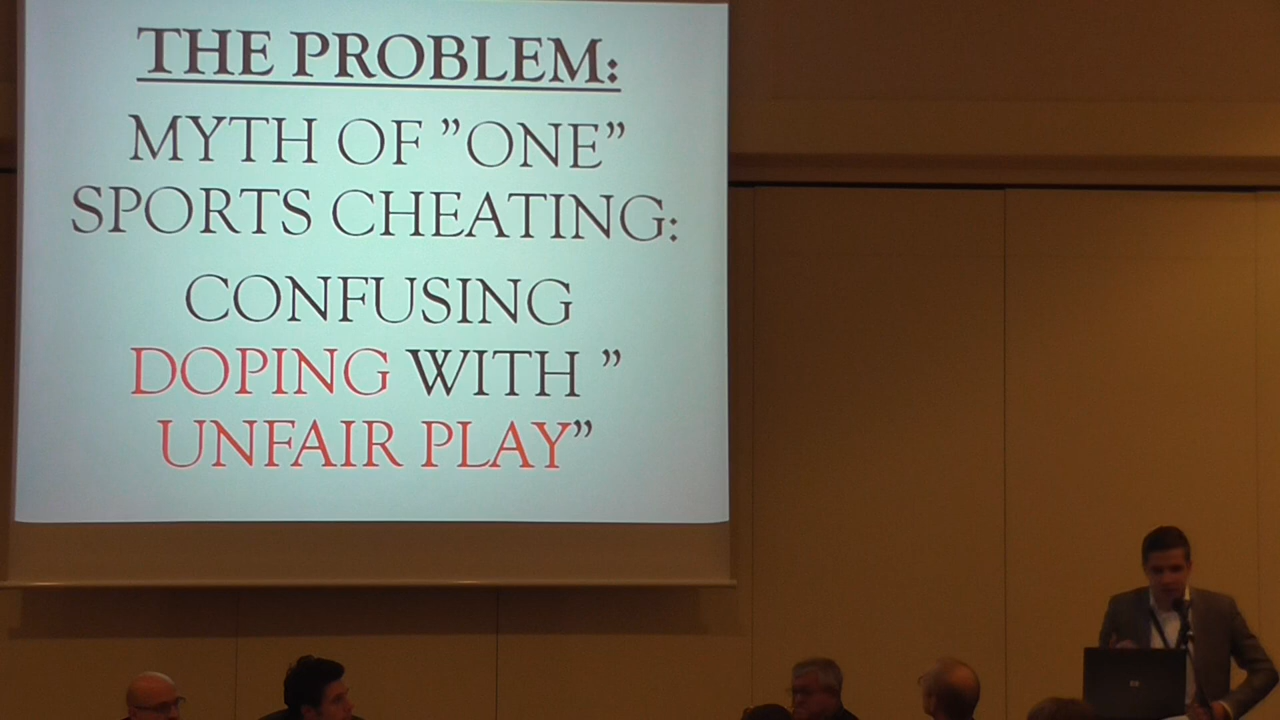 THE PROBLEM:
MYTH OF ”ONE”
SPORTS CHEATING:
CONFUSING
DOPING WITH ”
UNFAIR PLAY”